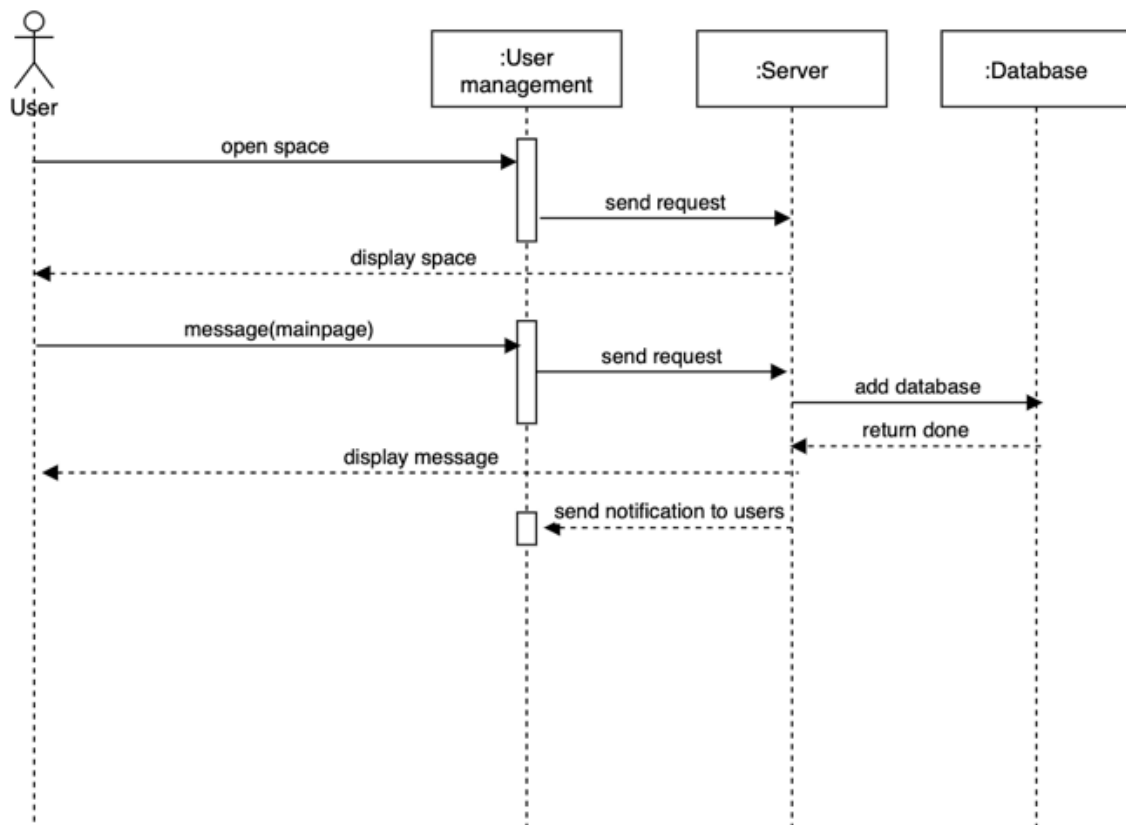 User
:User
management
:Server
:Database
open space
send request
display space
message(mainpage)
send request
add database
return done
display message
send notification to users